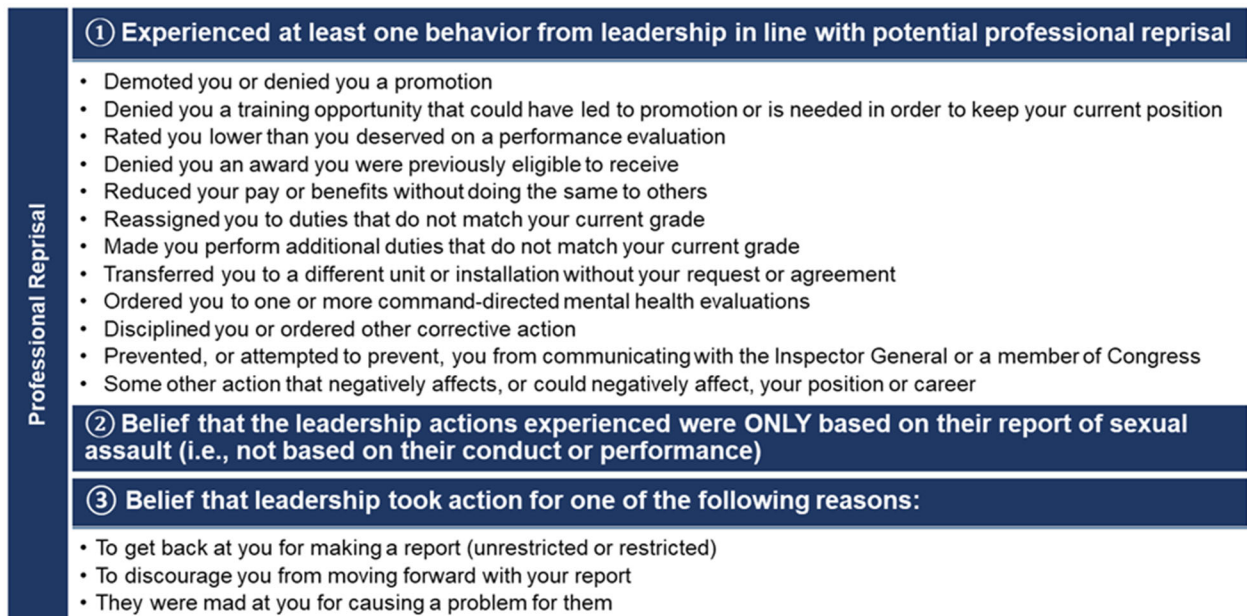 Professional Reprisal
① Experienced at least one behavior from leadership in line with potential professional reprisal
• Demoted you or denied you a promotion
• Denied you a training opportunity that could have led to promotion or is needed in order to keep your current position
• Rated you lower than you deserved on a performance evaluation
• Denied you an award you were previously eligible to receive
• Reduced your pay or benefits without doing the same to others
• Reassigned you to duties that do not match your current grade
• Made you perform additional duties that do not match your current grade
• Transferred you to a different unit or installation without your request or agreement
• Ordered you to one or more command-directed mental health evaluations
• Disciplined you or ordered other corrective action
• Prevented, or attempted to prevent, you from communicating with the Inspector General or a member of Congress
• Some other action that negatively affects, or could negatively affect, your position or career
② Belief that the leadership actions experienced were ONLY based on their report of sexual
assault (i.e., not based on their conduct or performance)
③ Belief that leadership took action for one of the following reasons:
• To get back at you for making a report (unrestricted or restricted)
• To discourage you from moving forward with your report
• They were mad at you for causing a problem for them